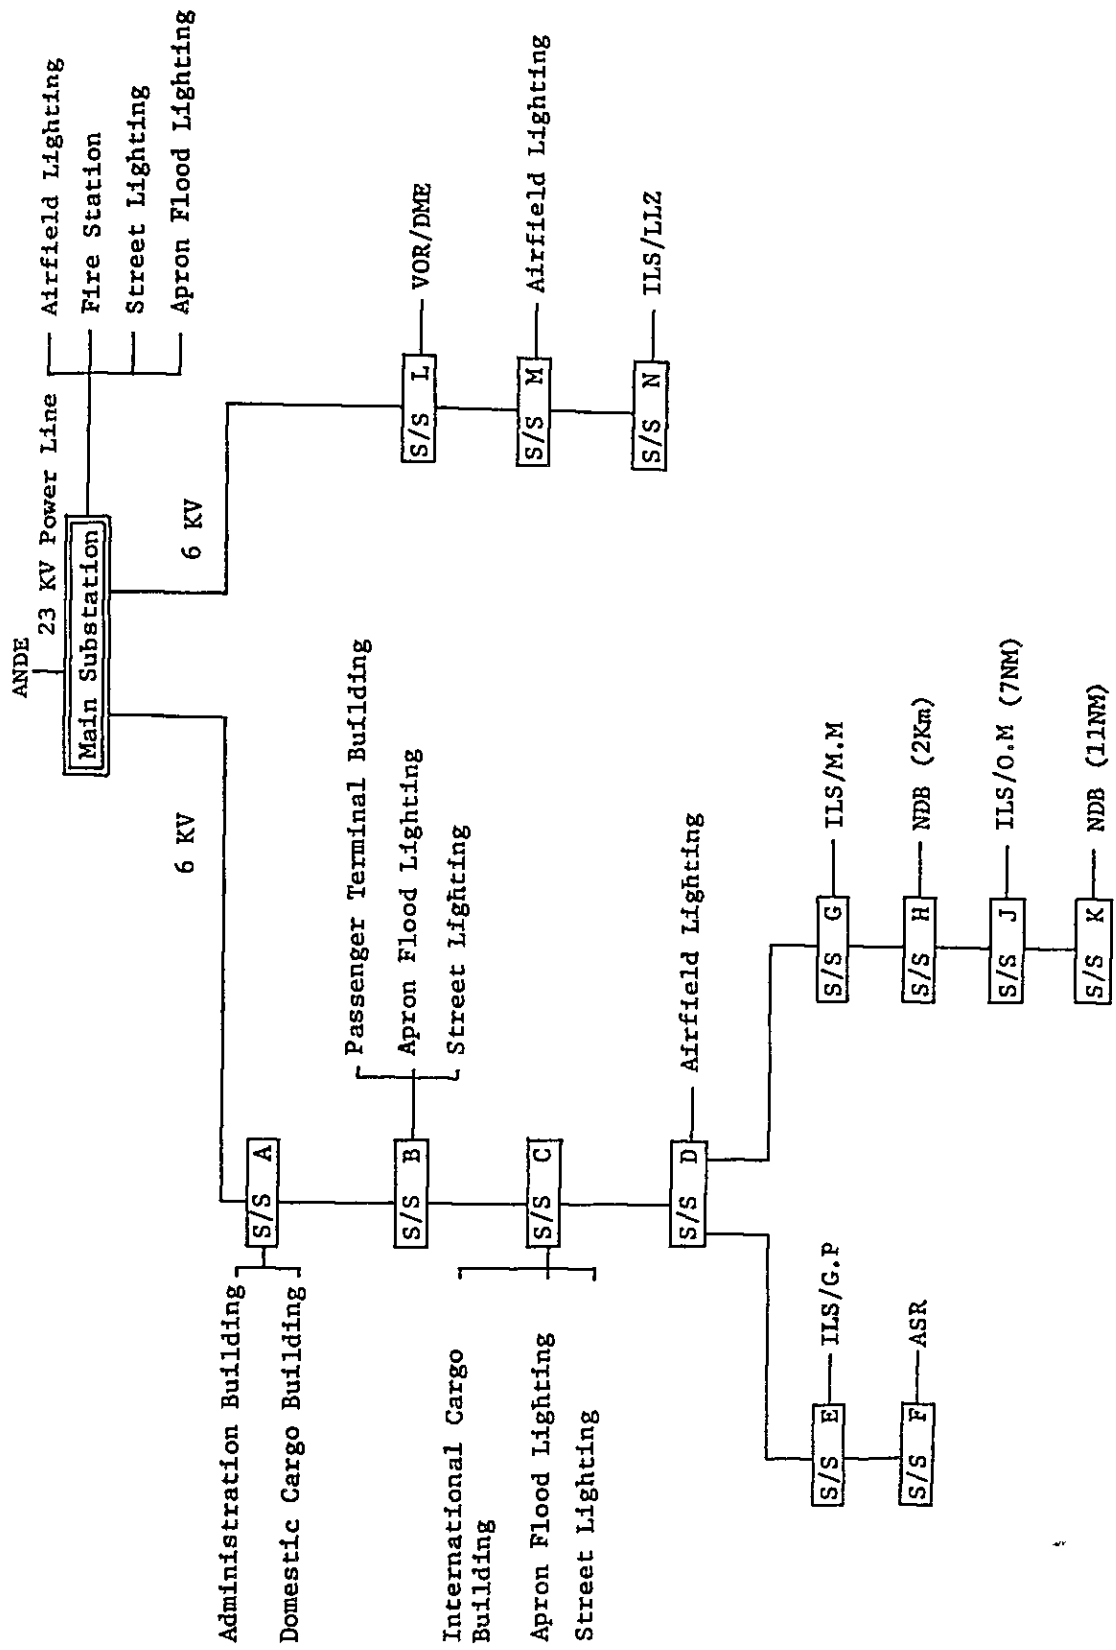 ANDE
23 KV Power Line
Main Substation
Airfield Lighting
Fire Station
Street Lighting
Apron Flood Lighting
6 KV
6 KV
Administration Building
Domestic Cargo Building
S/S A
S/S B
Passenger Terminal Building
Apron Flood Lighting
Street Lighting
International Cargo
Building
Apron Flood Lighting
Street Lighting
S/S C
S/S D
Airfield Lighting
S/S E
ILS/G.P
S/S F
ASR
S/S G
ILS/M.M
S/S H
NDB (2Km)
S/S J
ILS/O.M (7NM)
S/S K
NDB (11NM)
S/S L
VOR/DME
S/S M
Airfield Lighting
S/S N
ILS/LLZ